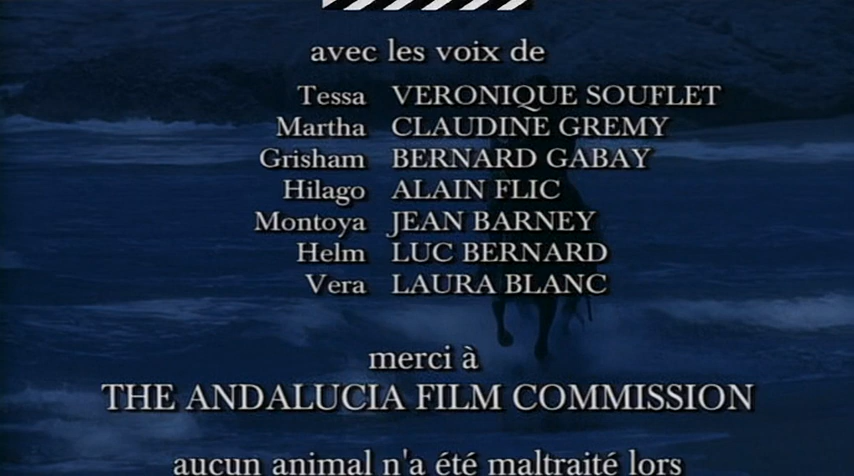 avec les voix de
Tessa VERONIQUE SOUFLET
Martha CLAUDINE GREMY
Grisham BERNARD GABAY
Hilago ALAIN FLIC
Montoya JEAN BARNEY
Helm LUC BERNARD
Vera LAURA BLANC
merci à
THE ANDALUCIA FILM COMMISSION
aucun animal n'a été maltraité lors